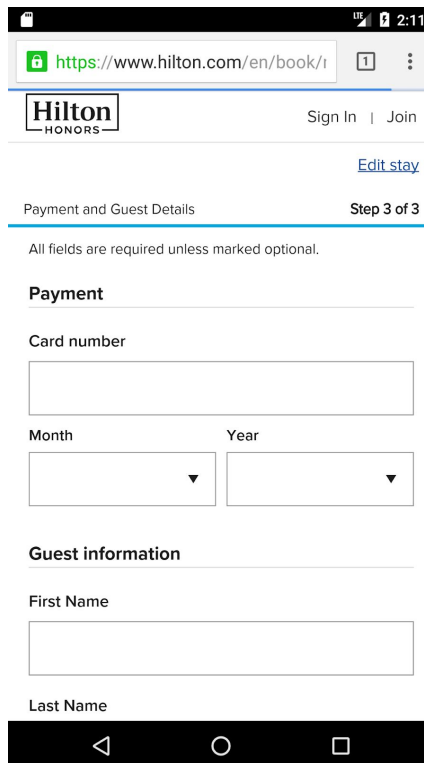 LTE 2:11
https://www.hilton.com/en/book/r 1
Hilton
HONORS
Sign In | Join
Edit stay
Payment and Guest Details Step 3 of 3
All fields are required unless marked optional.
Payment
Card number
Month Year
Guest information
First Name
Last Name